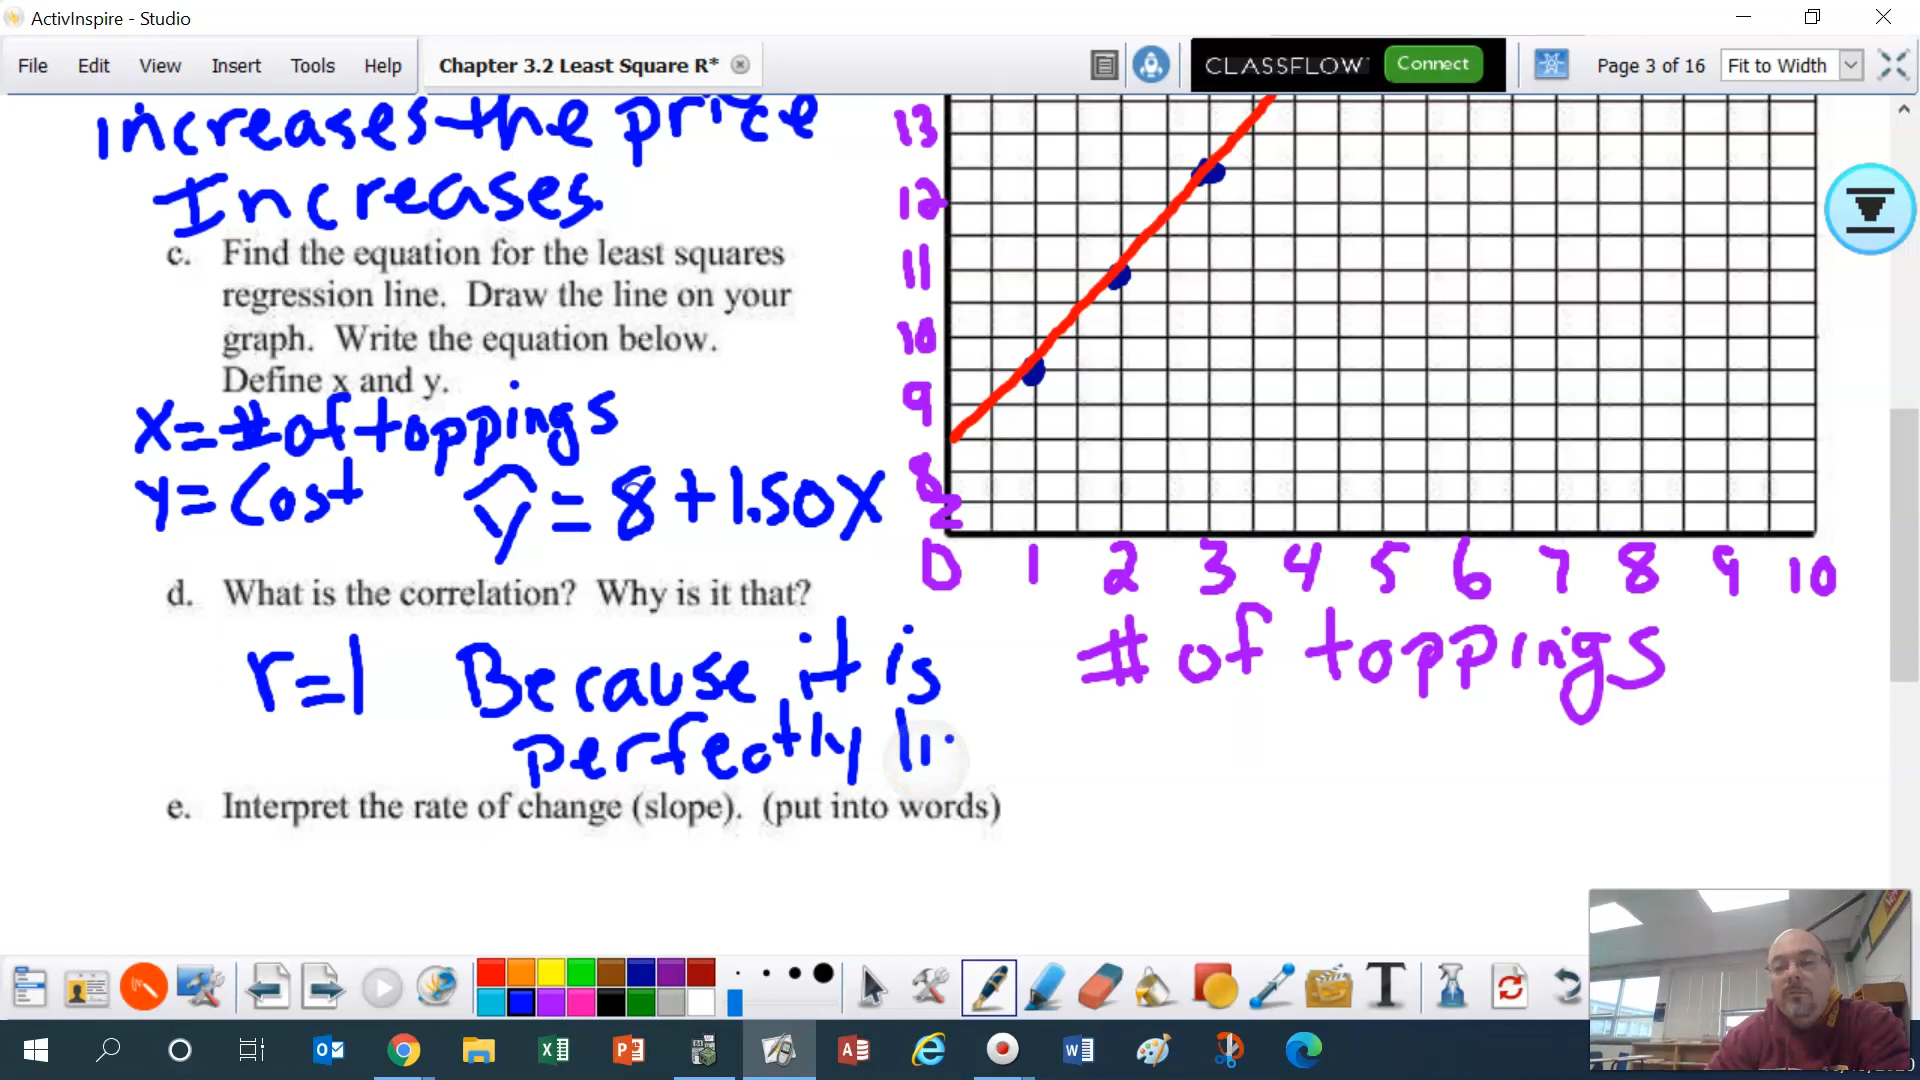 ActivInspire - Studio
File Edit View Insert Tools Help Chapter 3.2 Least Square R* CLASSFLOW Connect Page 3 of 16 Fit to Width
increases the price
Increases.
c. Find the equation for the least squares
regression line. Draw the line on your
graph. Write the equation below.
Define x and y.
x = # of toppings
y = Cost ŷ = 8 + 1.50x
d. What is the correlation? Why is it that?
r = 1 Because it is
perfectly li
e. Interpret the rate of change (slope). (put into words)
13
12
11
10
9
8
0 1 2 3 4 5 6 7 8 9 10
# of toppings